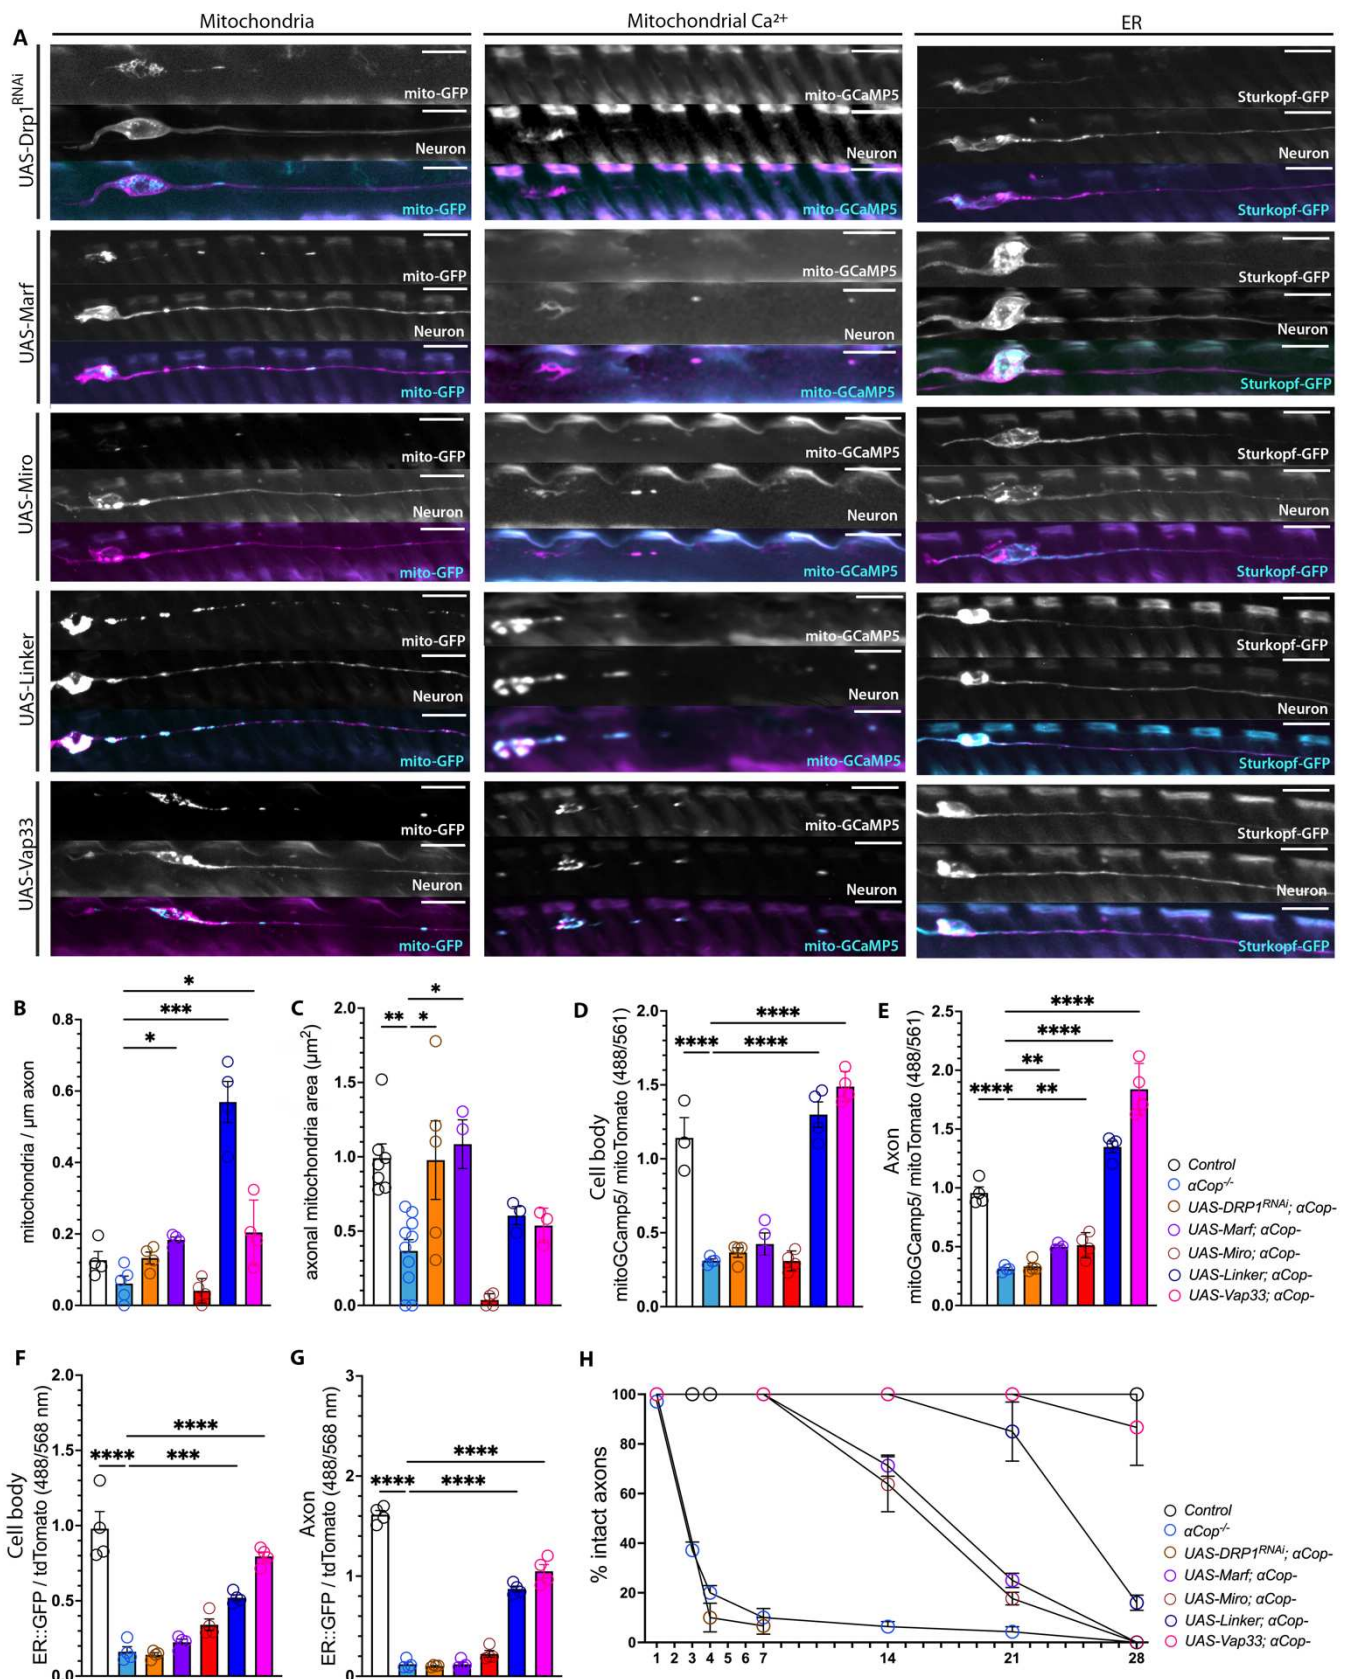 Mitochondria
Mitochondrial Ca²⁺
ER
A
UAS-Drp1ᴿᴺᴬⁱ
mito-GFP
Neuron
mito-GFP
mito-GCaMP5
Neuron
mito-GCaMP5
Sturkopf-GFP
Neuron
Sturkopf-GFP
UAS-Marf
mito-GFP
Neuron
mito-GFP
mito-GCaMP5
Neuron
mito-GCaMP5
Sturkopf-GFP
Neuron
Sturkopf-GFP
UAS-Miro
mito-GFP
Neuron
mito-GFP
mito-GCaMP5
Neuron
mito-GCaMP5
Sturkopf-GFP
Neuron
Sturkopf-GFP
UAS-Linker
mito-GFP
Neuron
mito-GFP
mito-GCaMP5
Neuron
mito-GCaMP5
Sturkopf-GFP
Neuron
Sturkopf-GFP
UAS-Vap33
mito-GFP
Neuron
mito-GFP
mito-GCaMP5
Neuron
mito-GCaMP5
Sturkopf-GFP
Neuron
Sturkopf-GFP
B
mitochondria / µm axon
0.8
0.6
0.4
0.2
0.0
*
***
*
C
axonal mitochondria area (µm²)
2.0
1.5
1.0
0.5
0.0
*
** *
D
Cell body
mitoGCamp5/ mitoTomato (488/561)
2.0
1.5
1.0
0.5
0.0
****
**** ****
E
Axon
mitoGCamp5/ mitoTomato (488/561)
2.5
2.0
1.5
1.0
0.5
0.0
****
****
**
**** **
Control
αCop⁻/⁻
UAS-DRP1ᴿᴺᴬⁱ; αCop-
UAS-Marf; αCop-
UAS-Miro; αCop-
UAS-Linker; αCop-
UAS-Vap33; αCop-
F
Cell body
ER::GFP / tdTomato (488/568 nm)
2.0
1.5
1.0
0.5
0.0
****
**** ***
G
Axon
ER::GFP / tdTomato (488/568 nm)
3
2
1
0
****
**** ****
H
% intact axons
100
80
60
40
20
0
1 2 3 4 5 6 7 14 21 28
Control
αCop⁻/⁻
UAS-DRP1ᴿᴺᴬⁱ; αCop-
UAS-Marf; αCop-
UAS-Miro; αCop-
UAS-Linker; αCop-
UAS-Vap33; αCop-